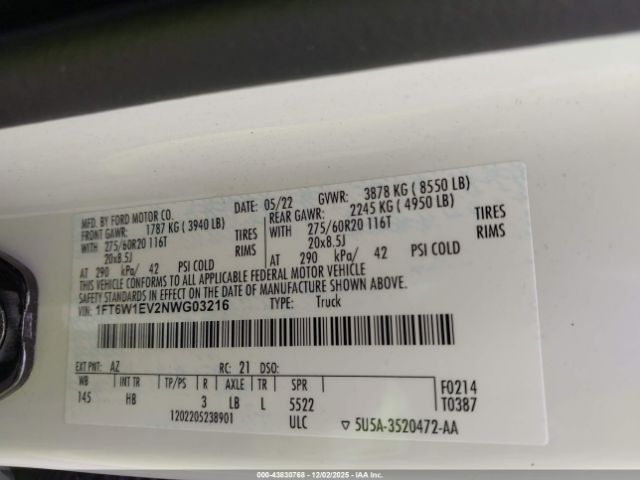 MFD. BY FORD MOTOR CO.
DATE: 05/22 GVWR: 3878 KG ( 8550 LB)
FRONT GAWR: 1787 KG ( 3940 LB)
WITH 275/60R20 116T TIRES
20x8.5J RIMS
AT 290 kPa/ 42 PSI COLD
REAR GAWR: 2245 KG ( 4950 LB)
WITH 275/60R20 116T TIRES
20x8.5J RIMS
AT 290 kPa/ 42 PSI COLD
THIS VEHICLE CONFORMS TO ALL APPLICABLE FEDERAL MOTOR VEHICLE
SAFETY STANDARDS IN EFFECT ON THE DATE OF MANUFACTURE SHOWN ABOVE.
VIN: 1FT6W1EV2NWG03216 TYPE: Truck
EXT PNT: AZ RC: 21 DSO:
WB INT TR TP/PS R AXLE TR SPR
145 HB 3 LB L 5522
F0214
T0387
1202205238901 ULC ▽ 5U5A-3520472-AA
000-43830768 - 12/02/2025 - IAA Inc.